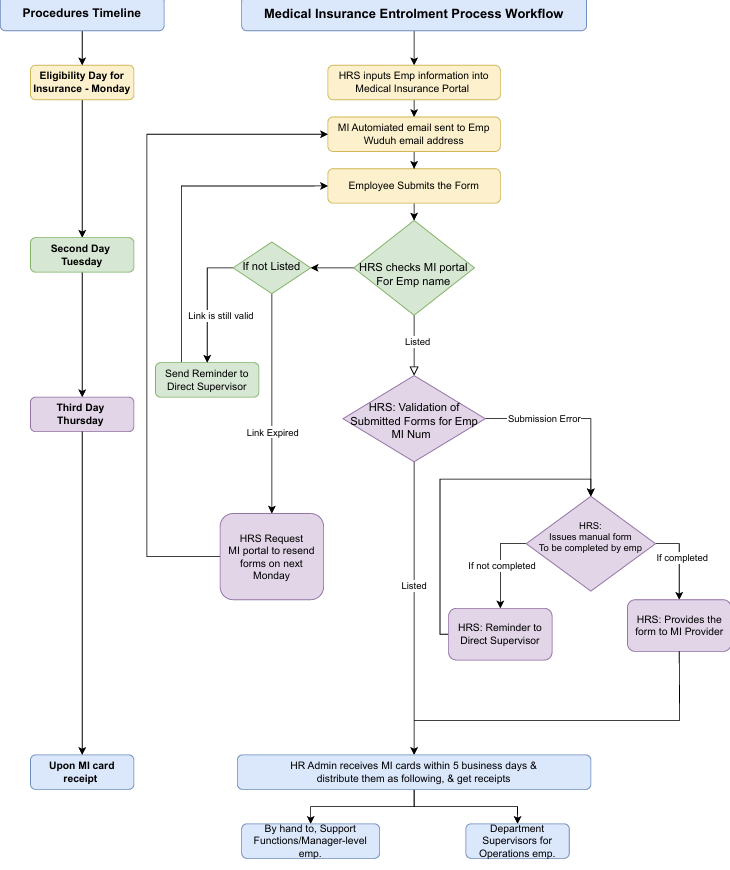 Procedures Timeline
Medical Insurance Entrolment Process Workflow
Eligibility Day for
Insurance - Monday
HRS inputs Emp information into
Medical Insurance Portal
MI Automated email sent to Emp
Wuduh email address
Employee Submits the Form
Second Day
Tuesday
If not Listed
HRS checks MI portal
For Emp name
Link is still valid
Listed
Send Reminder to
Direct Supervisor
Third Day
Thursday
HRS: Validation of
Submitted Forms for Emp
MI Num
Submission Error
Link Expired
HRS Request
MI portal to resend
forms on next
Monday
HRS:
Issues manual form
To be completed by emp
If not completed
If completed
Listed
HRS: Reminder to
Direct Supervisor
HRS: Provides the
form to MI Provider
Upon MI card
receipt
HR Admin receives MI cards within 5 business days &
distribute them as following, & get receipts
By hand to, Support
Functions/Manager-level
emp.
Department
Supervisors for
Operations emp.